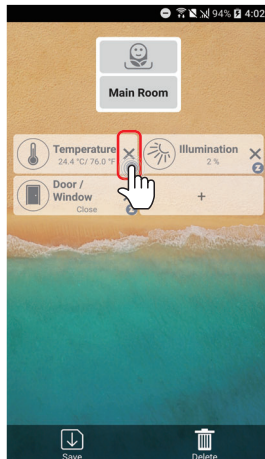 94% 4:02
Main Room
Temperature
24.4 °C/ 76.0 °F
Illumination
2 %
Door /
Window
Close
+
Save
Delete